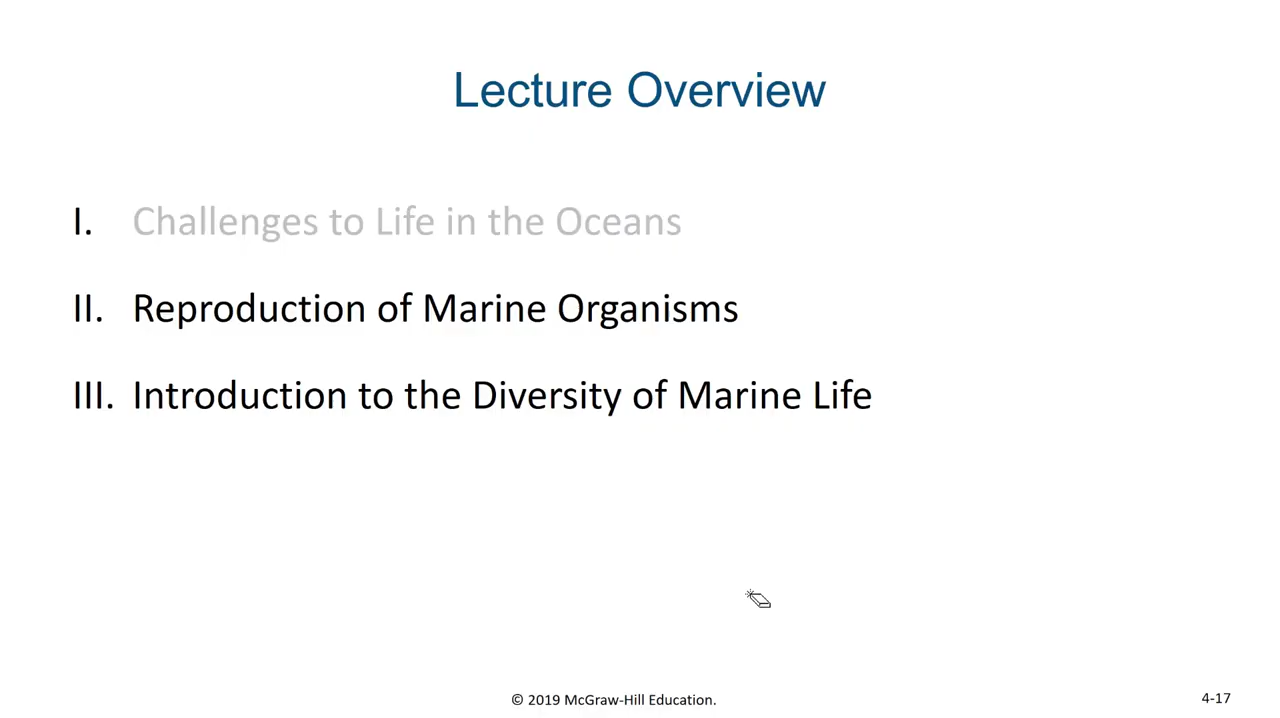 Lecture Overview
I. Challenges to Life in the Oceans
II. Reproduction of Marine Organisms
III. Introduction to the Diversity of Marine Life
© 2019 McGraw-Hill Education.
4-17